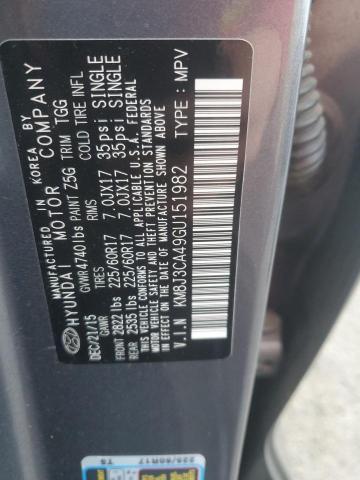 MANUFACTURED IN KOREA BY
HYUNDAI MOTOR COMPANY
DEC/21/15 GVWR 4740 lbs PAINT Z5G TRIM TGG
GAWR TIRES RIMS COLD TIRE INFL
FRONT 2822 lbs 225/60R17 7.0JX17 35psi SINGLE
REAR 2535 lbs 225/60R17 7.0JX17 35psi SINGLE
THIS VEHICLE CONFORMS TO ALL APPLICABLE U.S.A. FEDERAL
MOTOR VEHICLE SAFETY, BUMPER, AND THEFT PREVENTION STANDARDS
IN EFFECT ON THE DATE OF MANUFACTURE SHOWN ABOVE.
V.I.N KM8J3CA49GU151982 TYPE : MPV
225/60R17